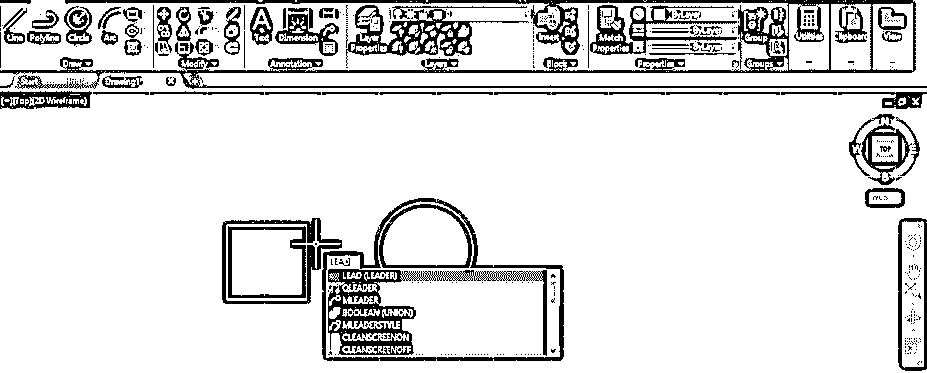 Line Polyline Circle Arc
Text Dimension
Layer
Properties
Insert
Match
Properties
ByLayer
ByLayer
ByLayer
Group
Utilities
Clipboard
View
Draw
Modify
Annotation
Layers
Block
Properties
Groups
Start
Drawing1
[-][Top][2D Wireframe]
N
W
TOP
E
WCS
LEAD
LEAD (LEADER)
QLEADER
MLEADER
BOOLEAN (UNION)
MLEADERSTYLE
CLEANSCREENON
CLEANSCREENOFF